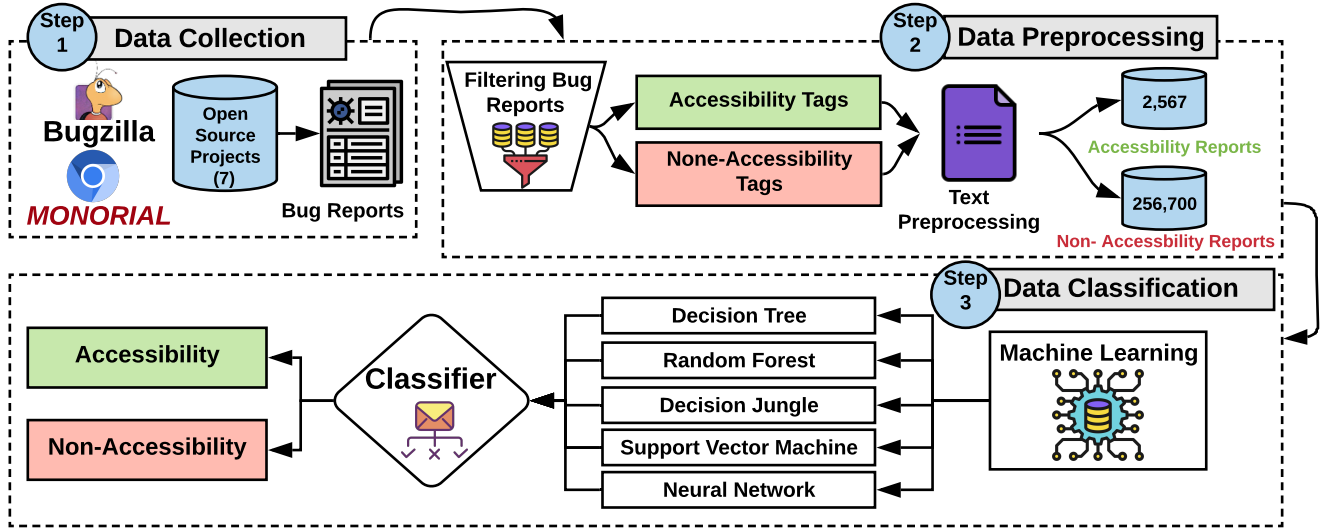 Step
1
Data Collection
Bugzilla
MONORIAL
Open
Source
Projects
(7)
Bug Reports
Step
2
Data Preprocessing
Filtering Bug
Reports
Accessibility Tags
None-Accessibility
Tags
Text
Preprocessing
2,567
Accessbility Reports
256,700
Non- Accessbility Reports
Step
3
Data Classification
Machine Learning
Decision Tree
Random Forest
Decision Jungle
Support Vector Machine
Neural Network
Classifier
Accessibility
Non-Accessibility